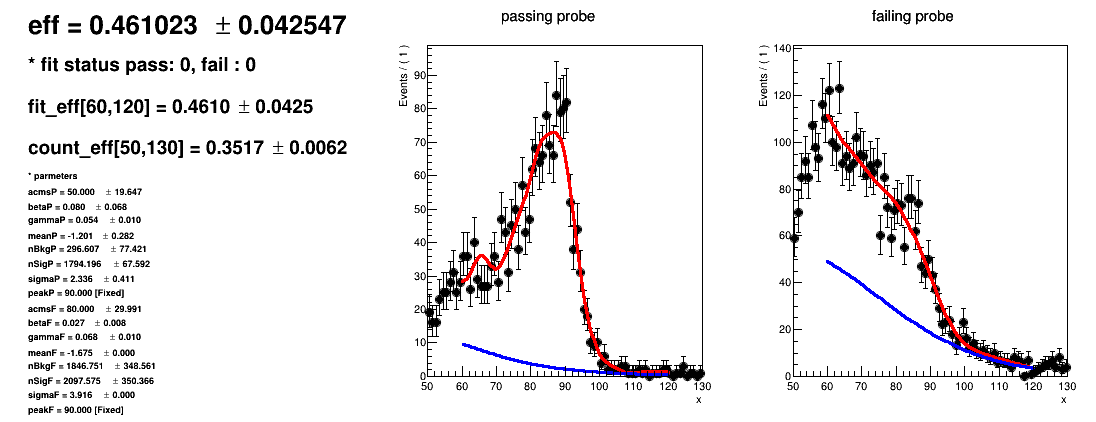 eff = 0.461023 ± 0.042547
* fit status pass: 0, fail : 0
fit_eff[60,120] = 0.4610 ± 0.0425
count_eff[50,130] = 0.3517 ± 0.0062
* parmeters
acmsP = 50.000 ± 19.647
betaP = 0.080 ± 0.068
gammaP = 0.054 ± 0.010
meanP = -1.201 ± 0.282
nBkgP = 296.607 ± 77.421
nSigP = 1794.196 ± 67.592
sigmaP = 2.336 ± 0.411
peakP = 90.000 [Fixed]
acmsF = 80.000 ± 29.991
betaF = 0.027 ± 0.008
gammaF = 0.068 ± 0.010
meanF = -1.675 ± 0.000
nBkgF = 1846.751 ± 348.561
nSigF = 2097.575 ± 350.366
sigmaF = 3.916 ± 0.000
peakF = 90.000 [Fixed]
passing probe
Events / ( 1 )
90
80
70
60
50
40
30
20
10
0
50 60 70 80 90 100 110 120 130
x
failing probe
Events / ( 1 )
140
120
100
80
60
40
20
0
50 60 70 80 90 100 110 120 130
x